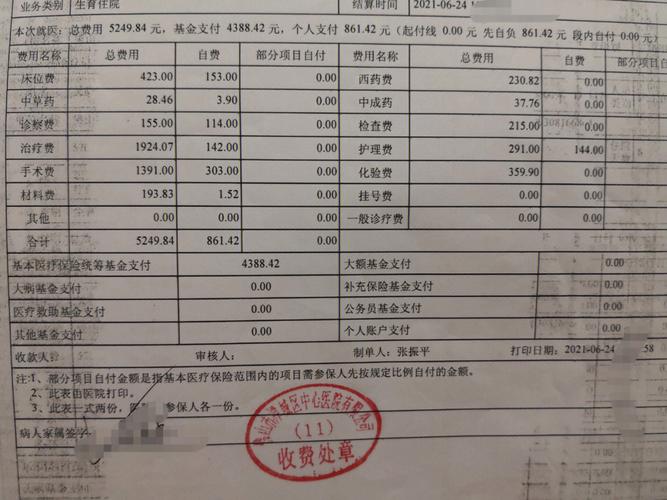 业务类别 生育住院 结算时间 2021-06-24
本次就医：总费用 5249.84 元，基金支付 4388.42 元，个人支付 861.42 元（起付线 0.00 元 先自负 861.42 元 段内自付 0.00 元）
费用名称 总费用 自费 部分项目自付 费用名称 总费用 自费 部分项目自
床位费 423.00 153.00 0.00 西药费 230.82 0.00
中草药 28.46 3.90 0.00 中成药 37.76 0.00
诊察费 155.00 114.00 0.00 检查费 215.00 0.00
治疗费 1924.07 142.00 0.00 护理费 291.00 144.00
手术费 1391.00 303.00 0.00 化验费 359.90 0.00
材料费 193.83 1.52 0.00 挂号费 0.00 0.00
其他 0.00 0.00 0.00 一般诊疗费 0.00 0.00
合计 5249.84 861.42 0.00
基本医疗保险统筹基金支付 4388.42 大额基金支付 0.00
大病基金支付 0.00 补充保险基金支付 0.00
医疗救助基金支付 0.00 公务员基金支付 0.00
其他基金支付 0.00 个人账户支付 0.00
收款人： 审核人： 制单人：张振平 打印日期：2021-06-24 58
注：1、部分项目自付金额是指基本医疗保险范围内的项目需参保人先按规定比例自付的金额。
2、此表由医院打印。
3、此表一式两份，医 参保人各一份。
病人家属签字
区中心医院有限公司
（11）
收费处章